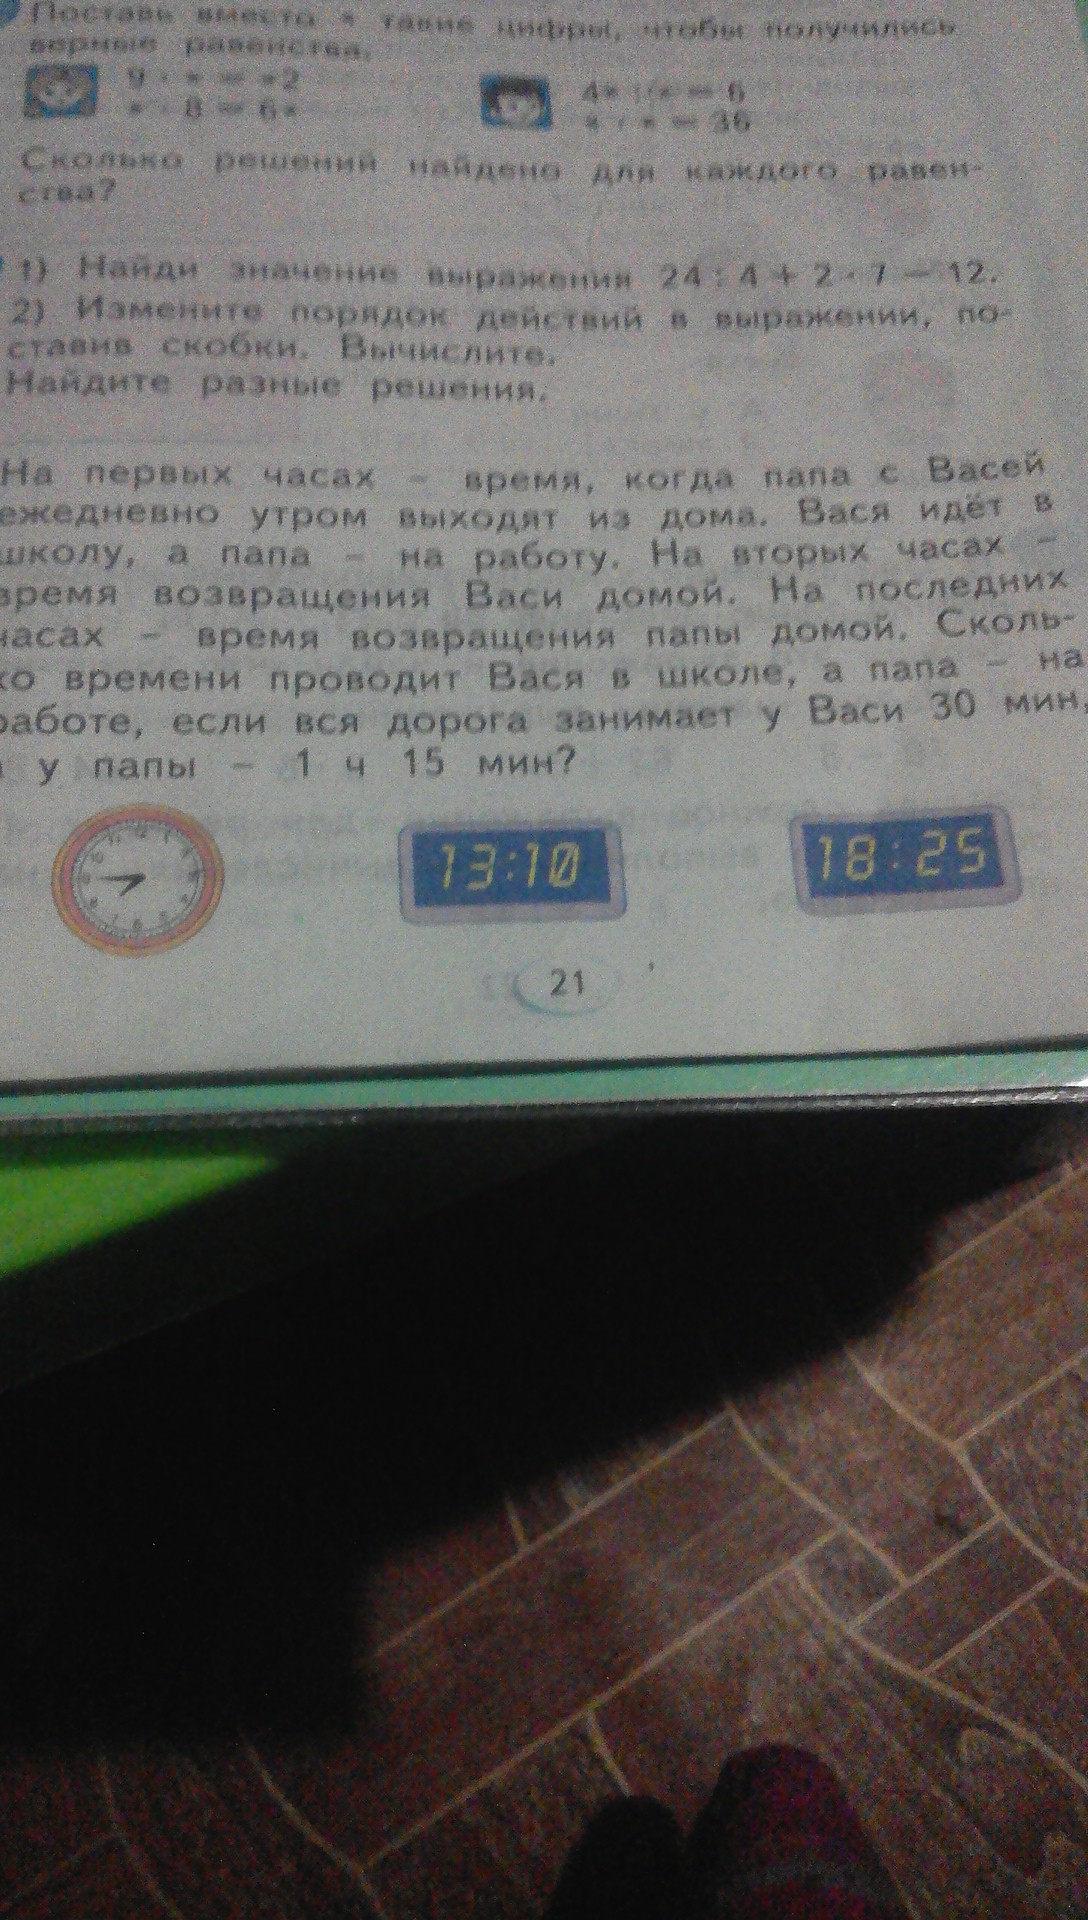 Поставь вместо * такие цифры, чтобы получились
верные равенства.
9 · * = *2
4* : * = 6
* · 8 = 6*
* · * = 36
Сколько решений найдено для каждого равен-
ства?
1) Найди значение выражения 24 : 4 + 2 · 7 – 12.
2) Измените порядок действий в выражении, по-
ставив скобки. Вычислите.
Найдите разные решения.
На первых часах – время, когда папа с Васей
ежедневно утром выходят из дома. Вася идёт в
школу, а папа – на работу. На вторых часах –
время возвращения Васи домой. На последних
часах – время возвращения папы домой. Сколь-
ко времени проводит Вася в школе, а папа – на
работе, если вся дорога занимает у Васи 30 мин,
у папы – 1 ч 15 мин?
13:10
18:25
21